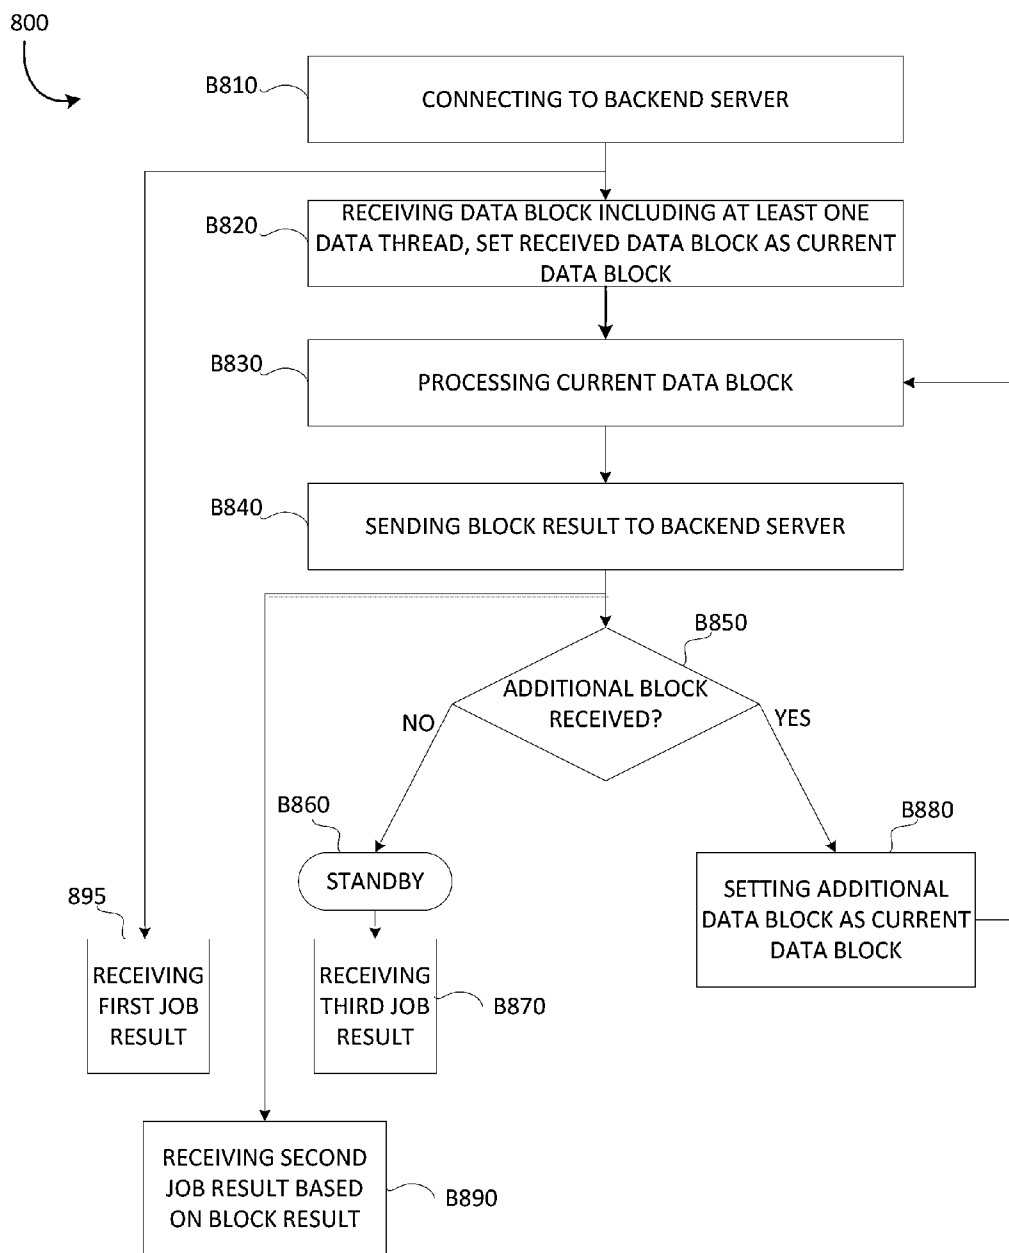 800
B810
CONNECTING TO BACKEND SERVER
B820
RECEIVING DATA BLOCK INCLUDING AT LEAST ONE
DATA THREAD, SET RECEIVED DATA BLOCK AS CURRENT
DATA BLOCK
B830
PROCESSING CURRENT DATA BLOCK
B840
SENDING BLOCK RESULT TO BACKEND SERVER
B850
ADDITIONAL BLOCK
RECEIVED?
NO
YES
B860
STANDBY
B880
SETTING ADDITIONAL
DATA BLOCK AS CURRENT
DATA BLOCK
895
RECEIVING
FIRST JOB
RESULT
RECEIVING
THIRD JOB
RESULT
B870
RECEIVING SECOND
JOB RESULT BASED
ON BLOCK RESULT
B890